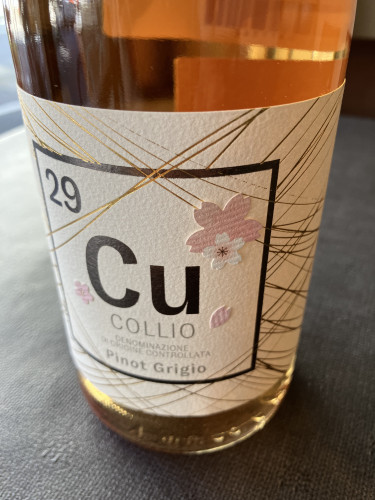 29
Cu
COLLIO
DENOMINAZIONE
DI ORIGINE CONTROLLATA
Pinot Grigio